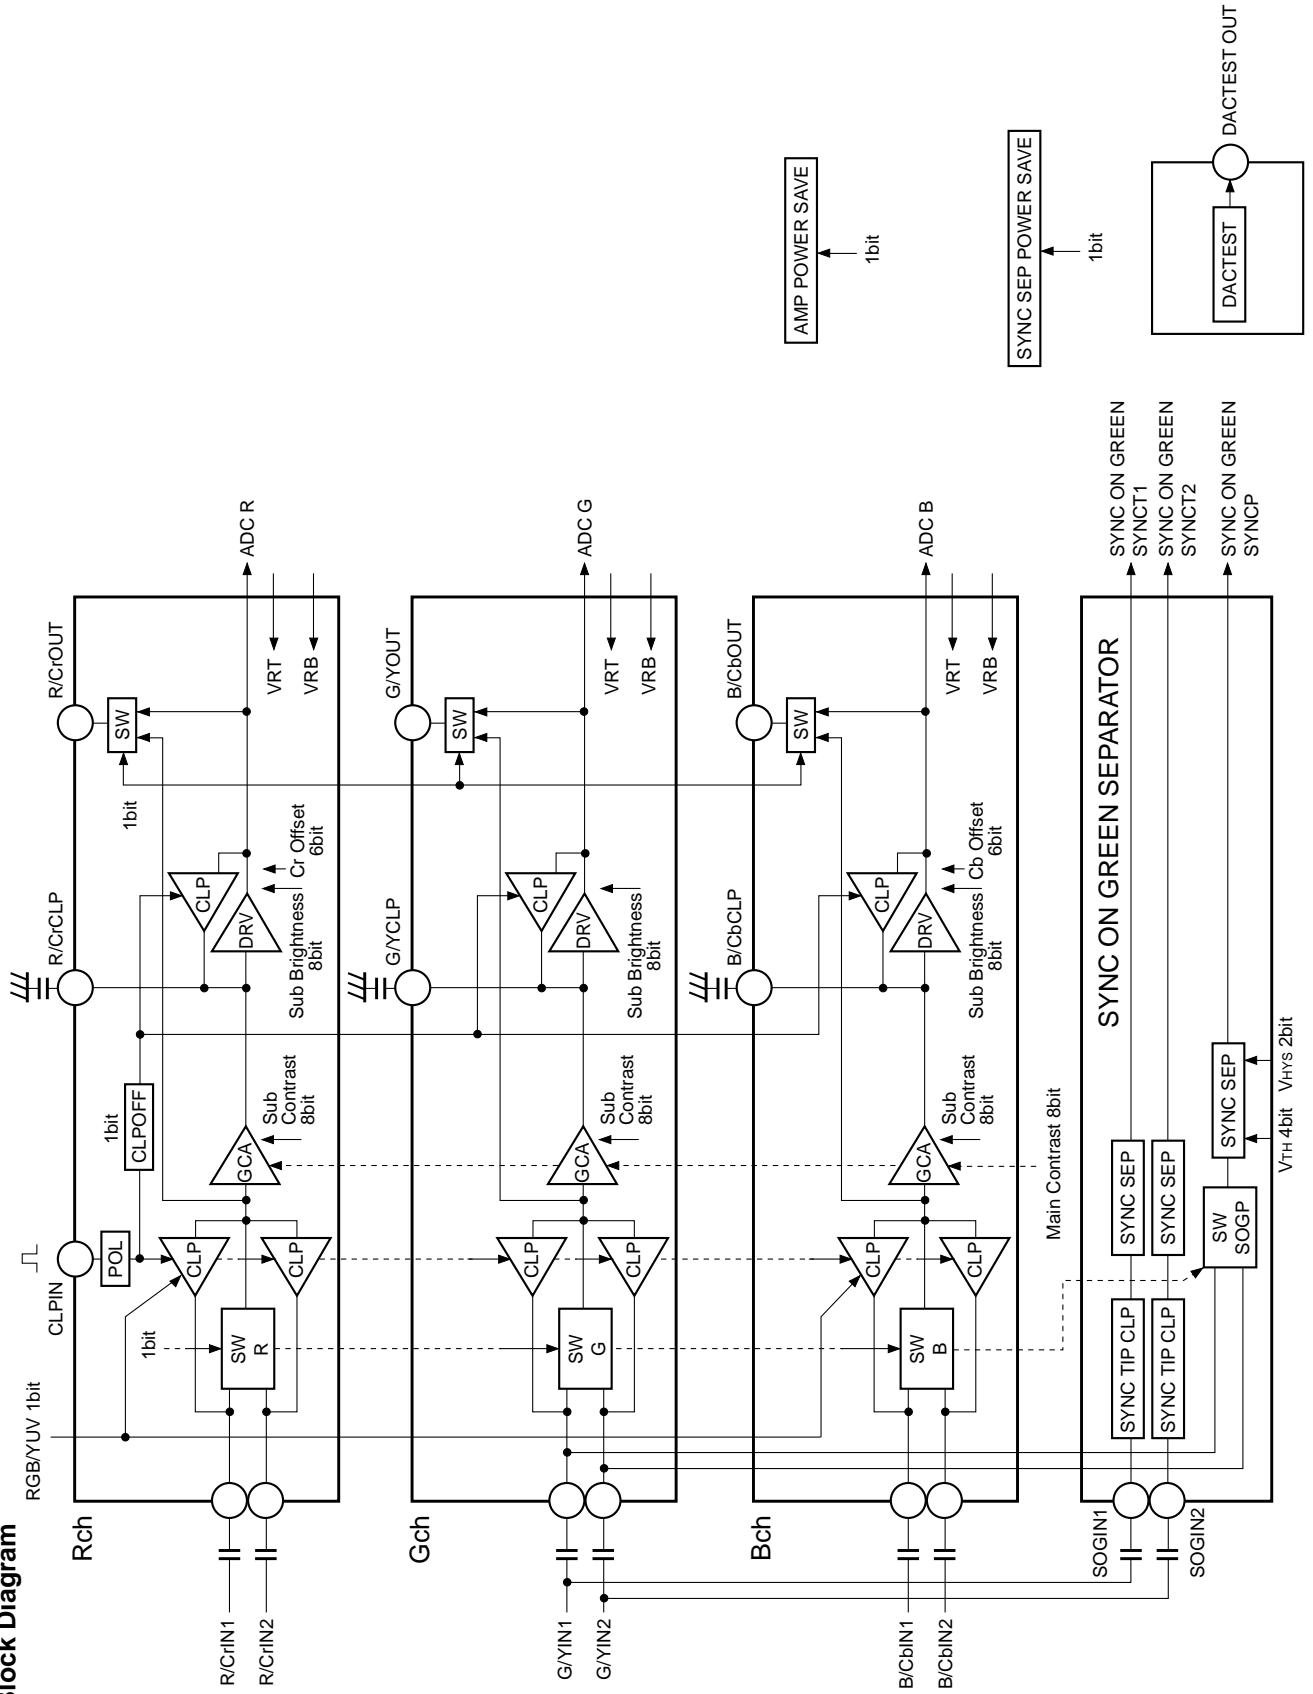 Block Diagram
RGB/YUV 1bit
CLPIN
R/CrCLP
R/CrOUT
Rch
POL
1bit
CLPOFF
1bit
1bit
SW
R
CLP
CLP
GCA
Sub
Contrast
8bit
CLP
DRV
Sub Brightness
8bit
Cr Offset
6bit
SW
VRT
VRB
ADC R
R/CrIN1
R/CrIN2
G/YCLP
G/YOUT
Gch
SW
G
CLP
CLP
GCA
Sub
Contrast
8bit
CLP
DRV
Sub Brightness
8bit
SW
VRT
VRB
ADC G
G/YIN1
G/YIN2
B/CbCLP
B/CbOUT
Bch
SW
B
CLP
CLP
GCA
Sub
Contrast
8bit
CLP
DRV
Sub Brightness
8bit
Cb Offset
6bit
SW
VRT
VRB
ADC B
B/CbIN1
B/CbIN2
Main Contrast 8bit
SYNC ON GREEN SEPARATOR
SOGIN1
SYNC TIP CLP
SYNC SEP
SYNC ON GREEN
SYNCT1
SOGIN2
SYNC TIP CLP
SYNC SEP
SYNC ON GREEN
SYNCT2
SW
SOGP
SYNC SEP
SYNC ON GREEN
SYNCP
VTH 4bit
VHYS 2bit
AMP POWER SAVE
1bit
SYNC SEP POWER SAVE
1bit
DACTEST
DACTEST OUT